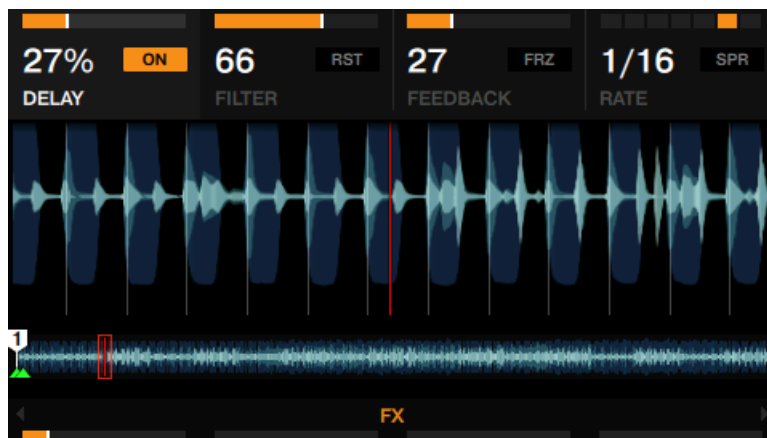 27% ON 66 RST 27 FRZ 1/16 SPR
DELAY FILTER FEEDBACK RATE
1
FX